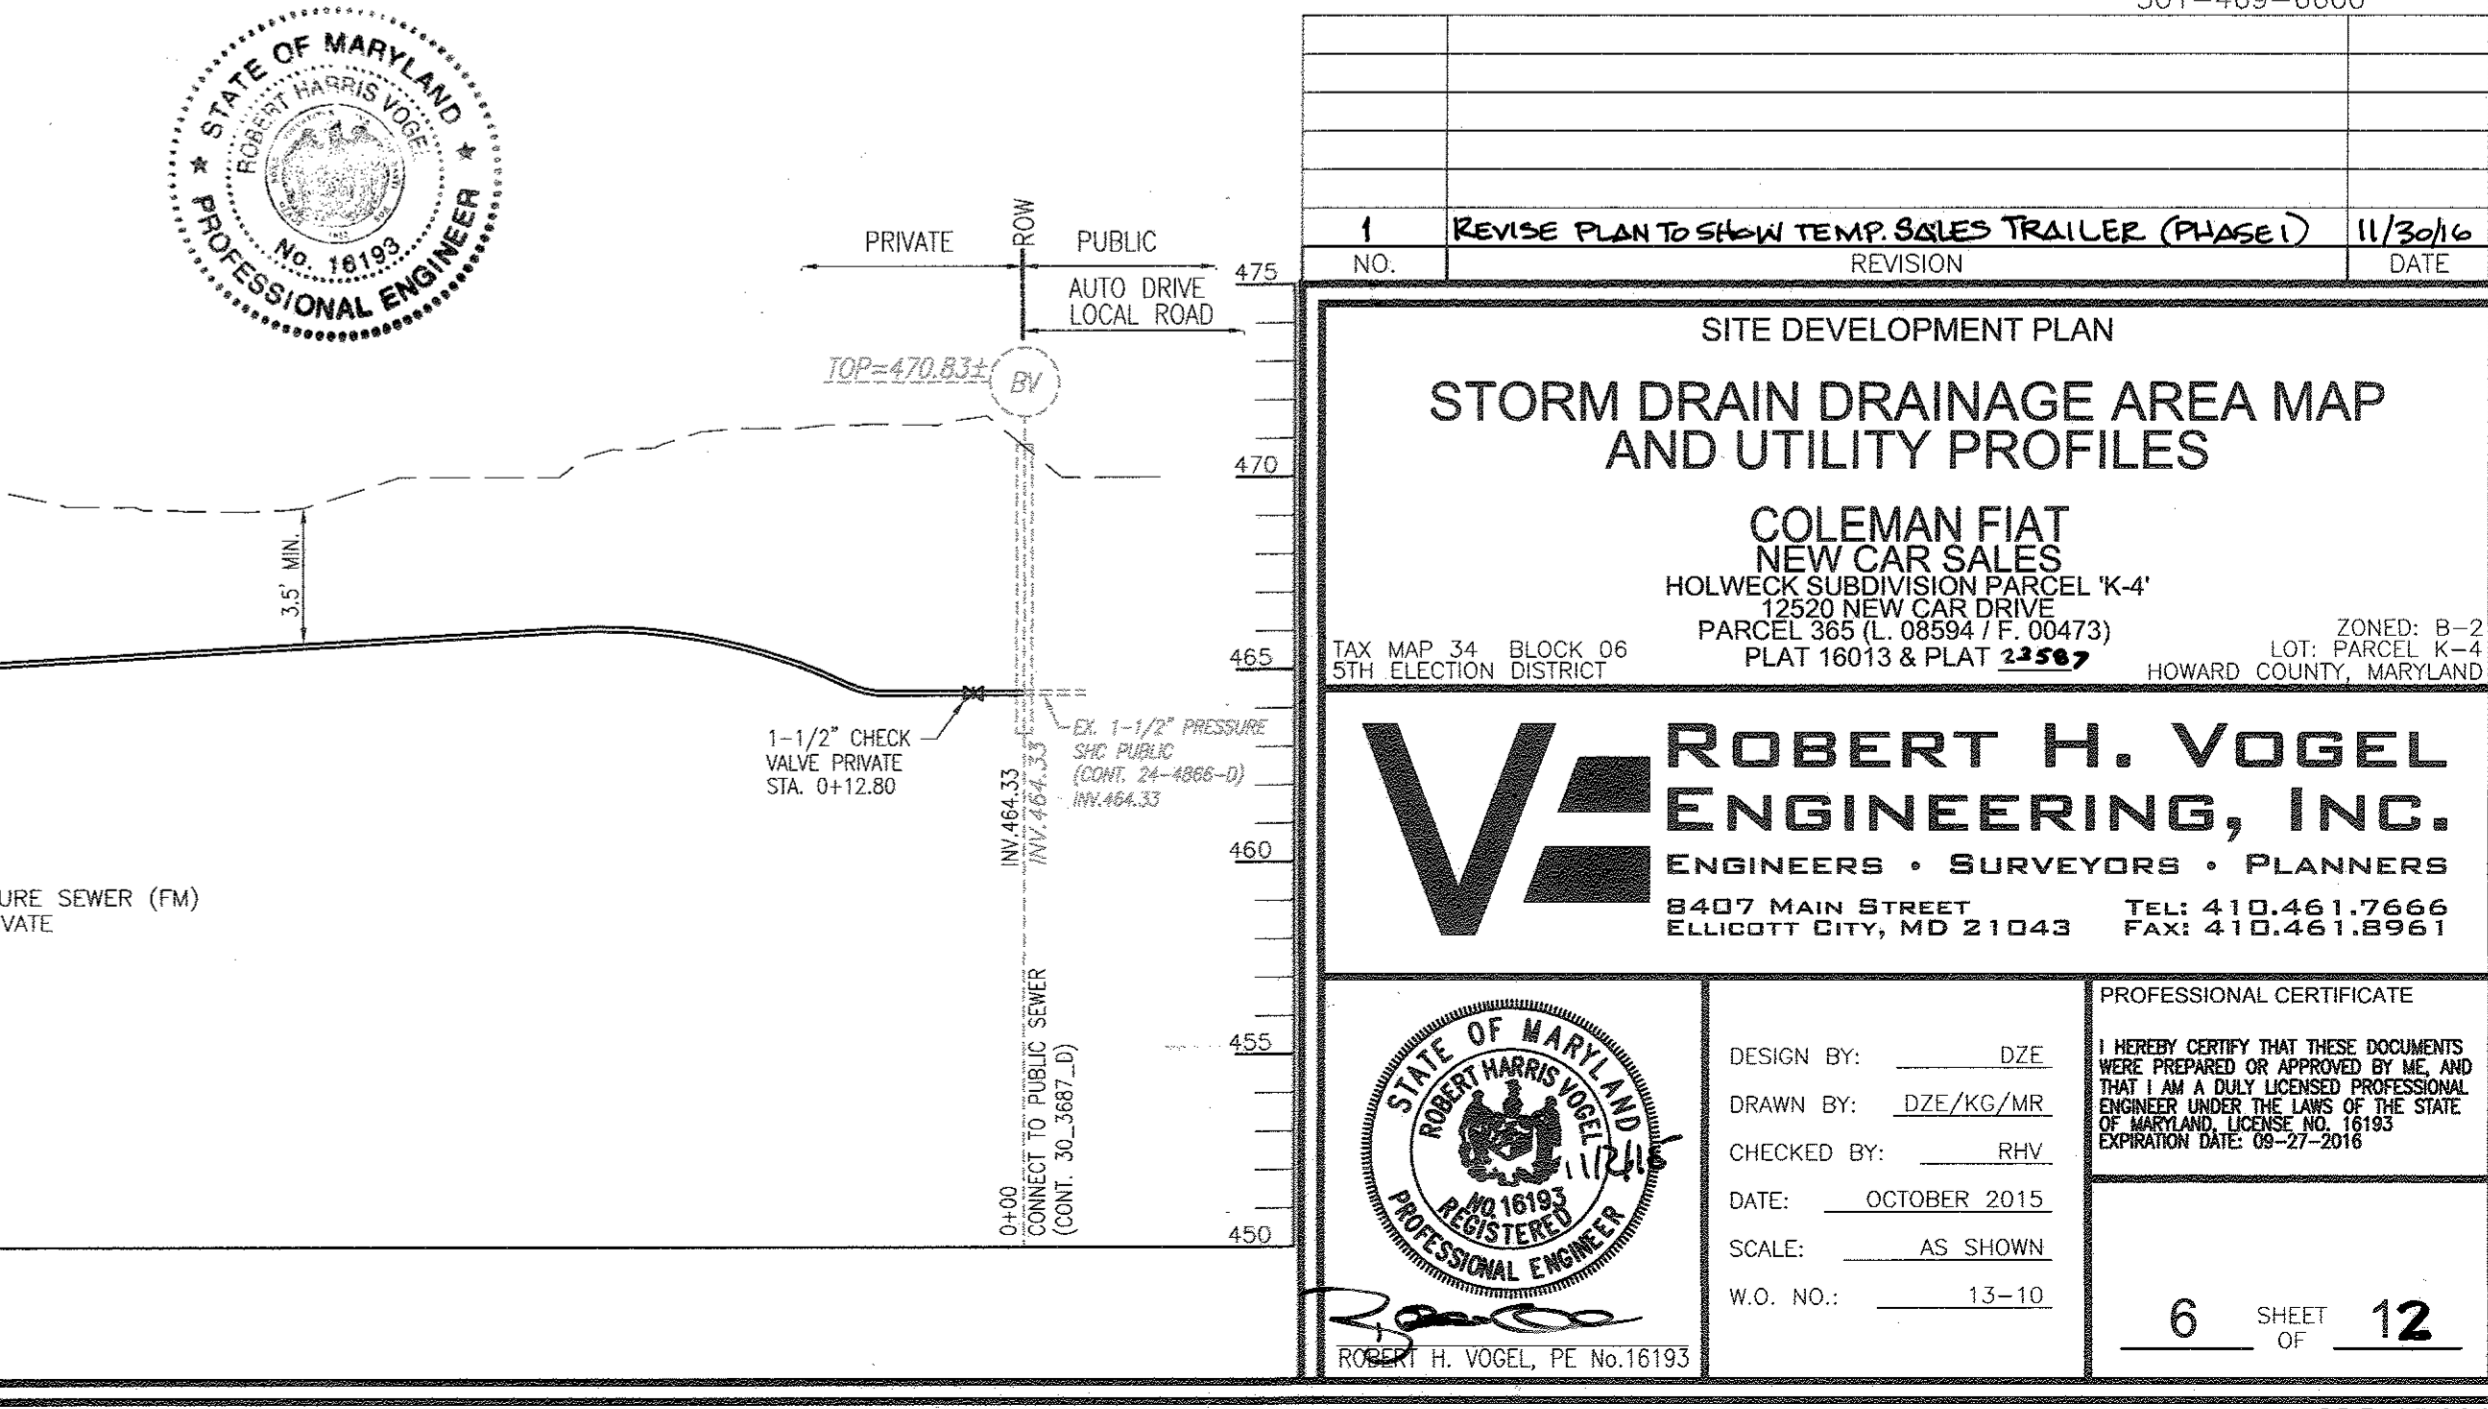 STATE OF MARYLAND
ROBERT HARRIS VOGEL
No. 16193
PROFESSIONAL ENGINEER
PRIVATE
ROW
PUBLIC
AUTO DRIVE
LOCAL ROAD
TOP=470.83±
BV
3.5' MIN.
1-1/2" CHECK
VALVE PRIVATE
STA. 0+12.80
EX. 1-1/2" PRESSURE
SHC PUBLIC
(CONT. 24-4866-D)
INV.464.33
INV.464.33
INV.464.33
URE SEWER (FM)
VATE
0+00
CONNECT TO PUBLIC SEWER
(CONT. 30_3687_D)
475
470
465
460
455
450
1 REVISE PLAN TO SHOW TEMP. SALES TRAILER (PHASE 1) 11/30/16
NO. REVISION DATE
SITE DEVELOPMENT PLAN
STORM DRAIN DRAINAGE AREA MAP
AND UTILITY PROFILES
COLEMAN FIAT
NEW CAR SALES
HOLWECK SUBDIVISION PARCEL 'K-4'
12520 NEW CAR DRIVE
PARCEL 365 (L. 08594 / F. 00473)
PLAT 16013 & PLAT 23587
TAX MAP 34 BLOCK 06
5TH ELECTION DISTRICT
ZONED: B-2
LOT: PARCEL K-4
HOWARD COUNTY, MARYLAND
ROBERT H. VOGEL
ENGINEERING, INC.
ENGINEERS • SURVEYORS • PLANNERS
8407 MAIN STREET TEL: 410.461.7666
ELLICOTT CITY, MD 21043 FAX: 410.461.8961
STATE OF MARYLAND
ROBERT HARRIS VOGEL
NO. 16193
REGISTERED
PROFESSIONAL ENGINEER
ROBERT H. VOGEL, PE No.16193
DESIGN BY: DZE
DRAWN BY: DZE/KG/MR
CHECKED BY: RHV
DATE: OCTOBER 2015
SCALE: AS SHOWN
W.O. NO.: 13-10
PROFESSIONAL CERTIFICATE
I HEREBY CERTIFY THAT THESE DOCUMENTS
WERE PREPARED OR APPROVED BY ME, AND
THAT I AM A DULY LICENSED PROFESSIONAL
ENGINEER UNDER THE LAWS OF THE STATE
OF MARYLAND, LICENSE NO. 16193
EXPIRATION DATE: 09-27-2016
6 SHEET OF 12